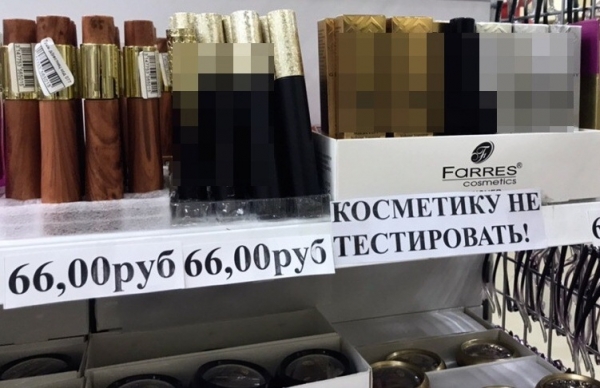 FARRES®
cosmetics
КОСМЕТИКУ НЕ
ТЕСТИРОВАТЬ!
66,00руб
66,00руб